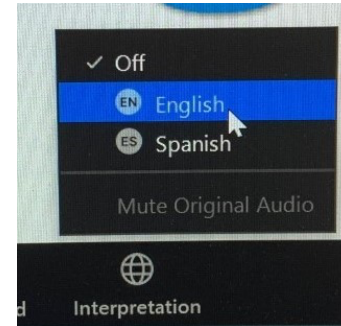 ✓ Off
EN English
ES Spanish
Mute Original Audio
d Interpretation